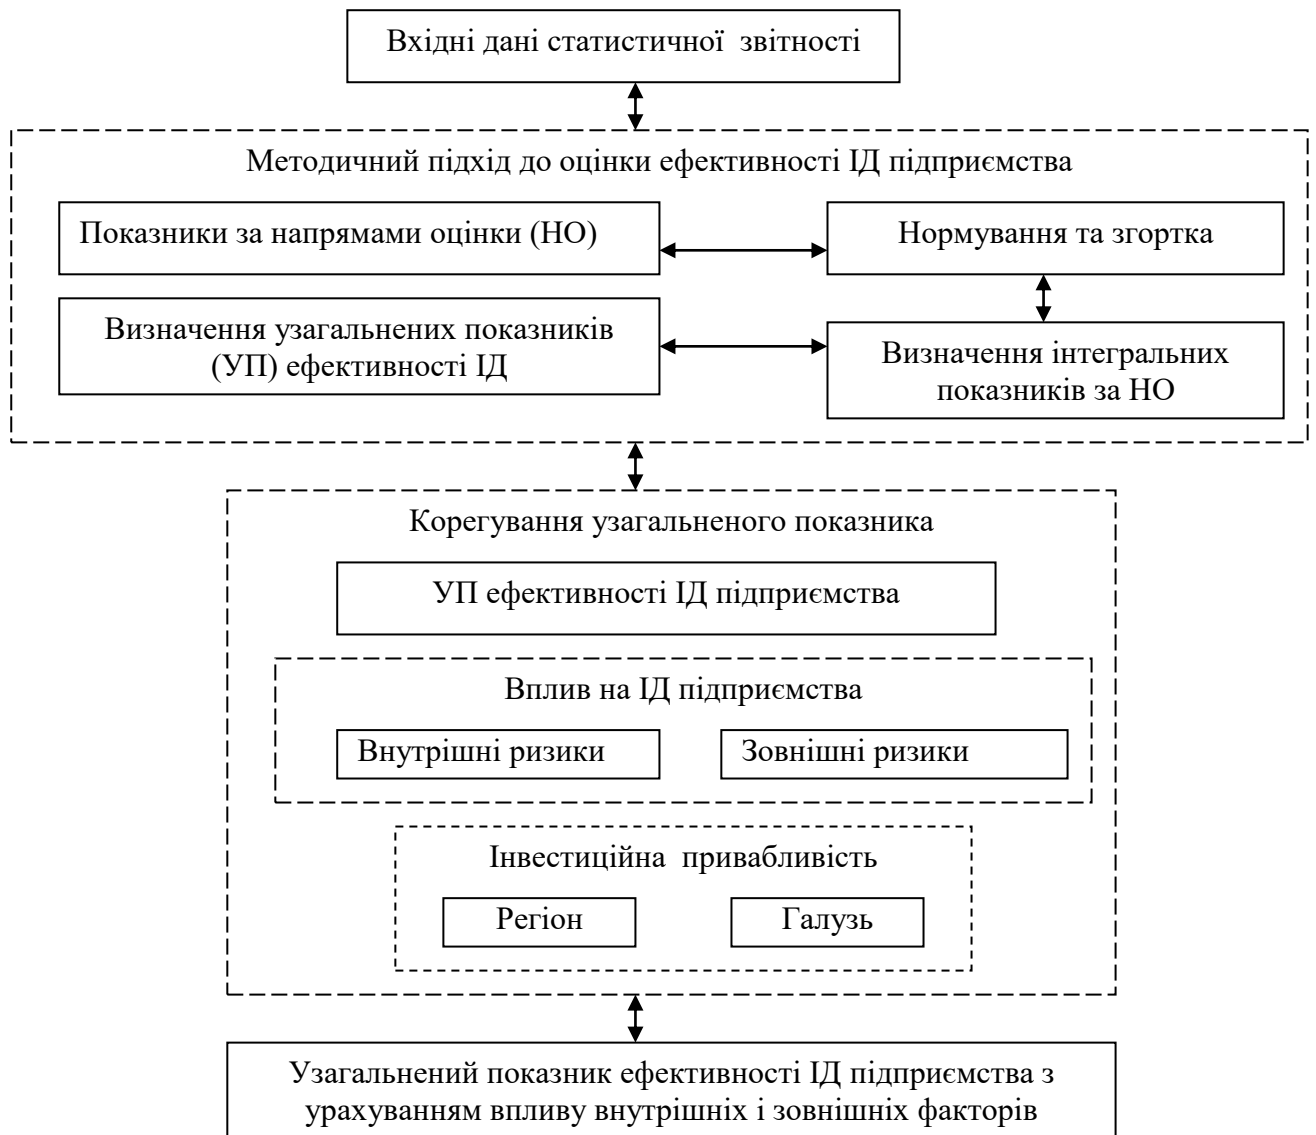 Вхідні дані статистичної звітності
Методичний підхід до оцінки ефективності ІД підприємства
Показники за напрямами оцінки (НО)
Нормування та згортка
Визначення узагальнених показників
(УП) ефективності ІД
Визначення інтегральних
показників за НО
Корегування узагальненого показника
УП ефективності ІД підприємства
Вплив на ІД підприємства
Внутрішні ризики
Зовнішні ризики
Інвестиційна привабливість
Регіон
Галузь
Узагальнений показник ефективності ІД підприємства з
урахуванням впливу внутрішніх і зовнішніх факторів